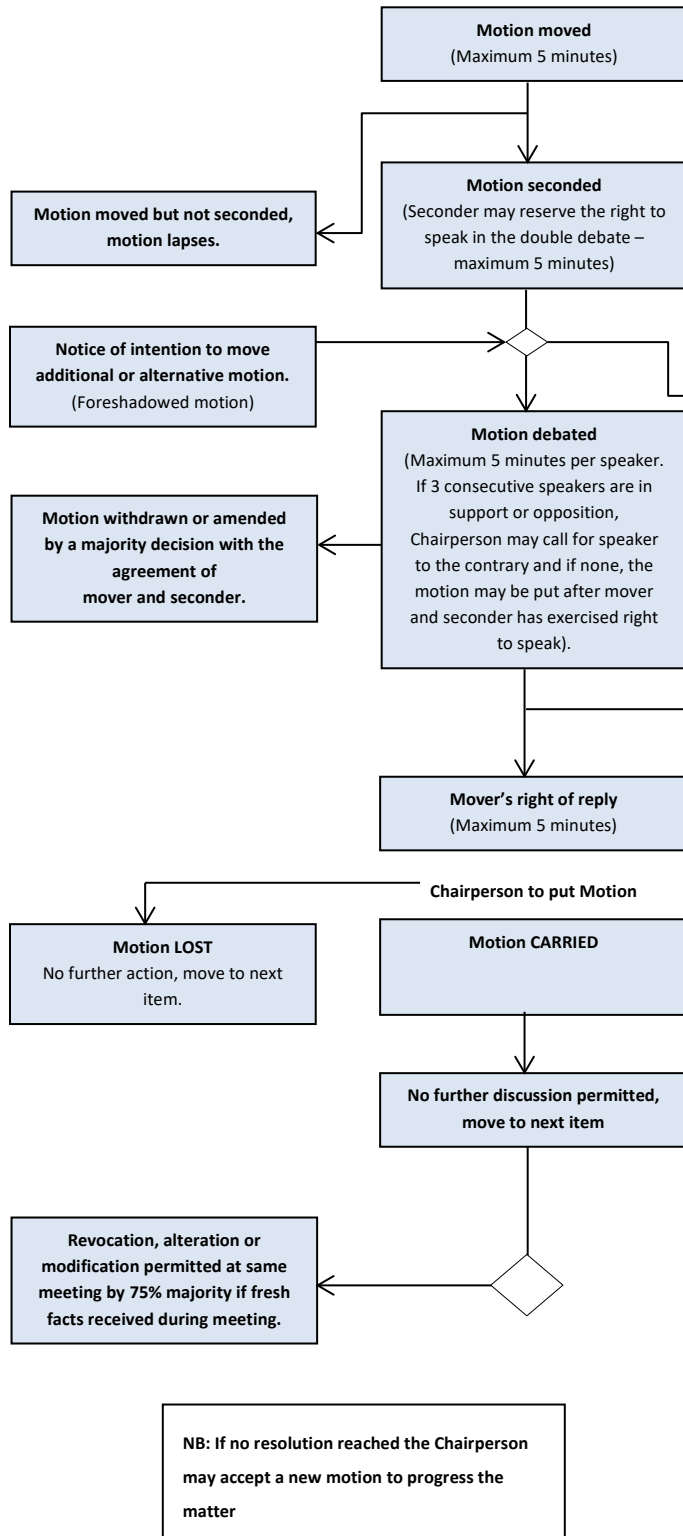 Motion moved
(Maximum 5 minutes)
Motion seconded
(Seconder may reserve the right to
speak in the double debate –
maximum 5 minutes)
Motion moved but not seconded,
motion lapses.
Notice of intention to move
additional or alternative motion.
(Foreshadowed motion)
Motion debated
(Maximum 5 minutes per speaker.
If 3 consecutive speakers are in
support or opposition,
Chairperson may call for speaker
to the contrary and if none, the
motion may be put after mover
and seconder has exercised right
to speak).
Motion withdrawn or amended
by a majority decision with the
agreement of
mover and seconder.
Mover’s right of reply
(Maximum 5 minutes)
Chairperson to put Motion
Motion LOST
No further action, move to next
item.
Motion CARRIED
No further discussion permitted,
move to next item
Revocation, alteration or
modification permitted at same
meeting by 75% majority if fresh
facts received during meeting.
NB: If no resolution reached the Chairperson
may accept a new motion to progress the
matter